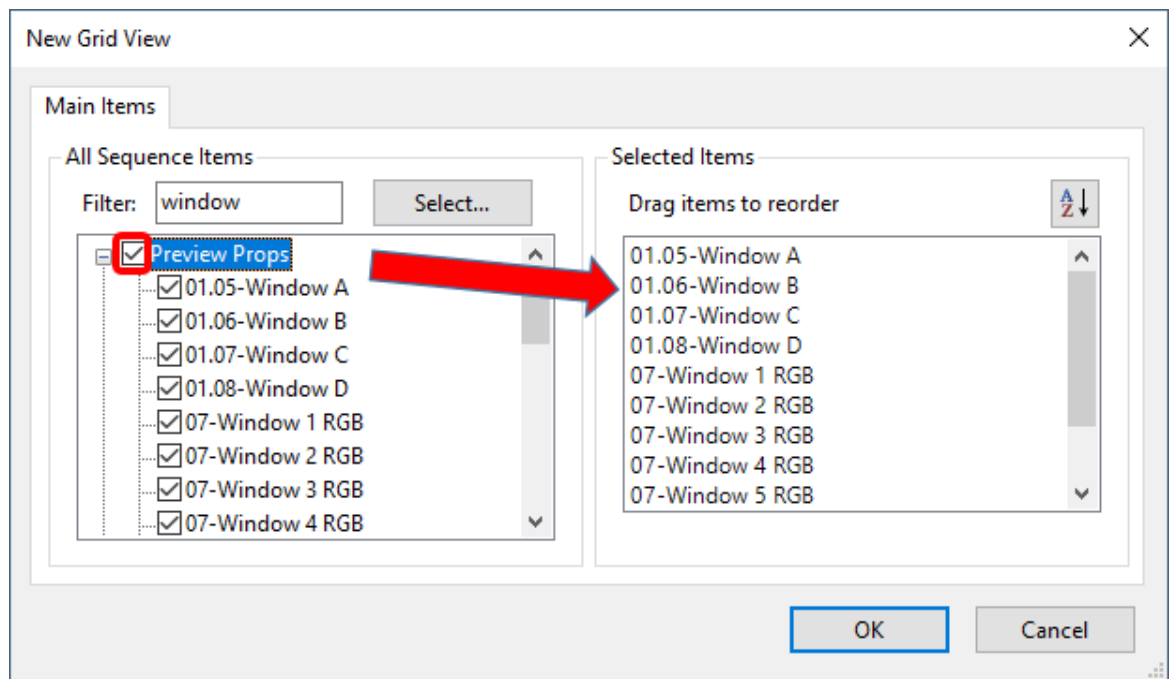 New Grid View
Main Items
All Sequence Items
Filter: window Select...
Preview Props
01.05-Window A
01.06-Window B
01.07-Window C
01.08-Window D
07-Window 1 RGB
07-Window 2 RGB
07-Window 3 RGB
07-Window 4 RGB
Selected Items
Drag items to reorder
A
Z
01.05-Window A
01.06-Window B
01.07-Window C
01.08-Window D
07-Window 1 RGB
07-Window 2 RGB
07-Window 3 RGB
07-Window 4 RGB
07-Window 5 RGB
OK Cancel